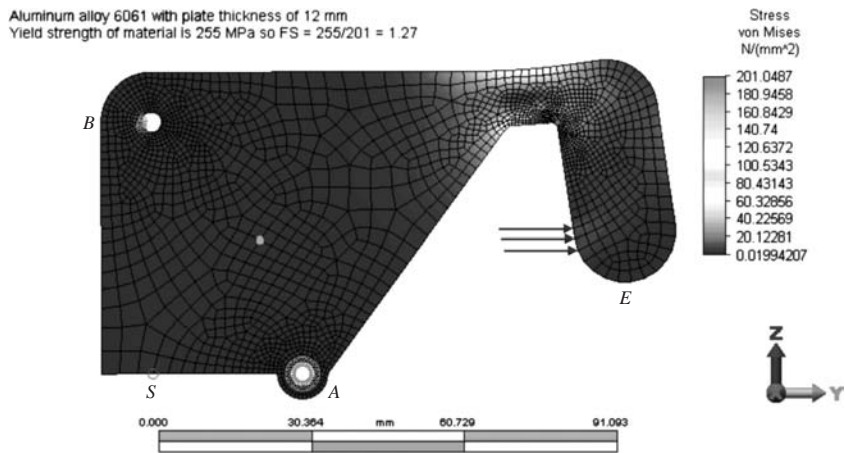 Aluminum alloy 6061 with plate thickness of 12 mm
Yield strength of material is 255 MPa so FS = 255/201 = 1.27
Stress
von Mises
N/(mm^2)
201.0487
180.9458
160.8429
140.74
120.6372
100.5343
80.43143
60.32856
40.22569
20.12281
0.01994207
B
E
S
A
Z
X
Y
0.000 30.364 mm 60.729 91.093